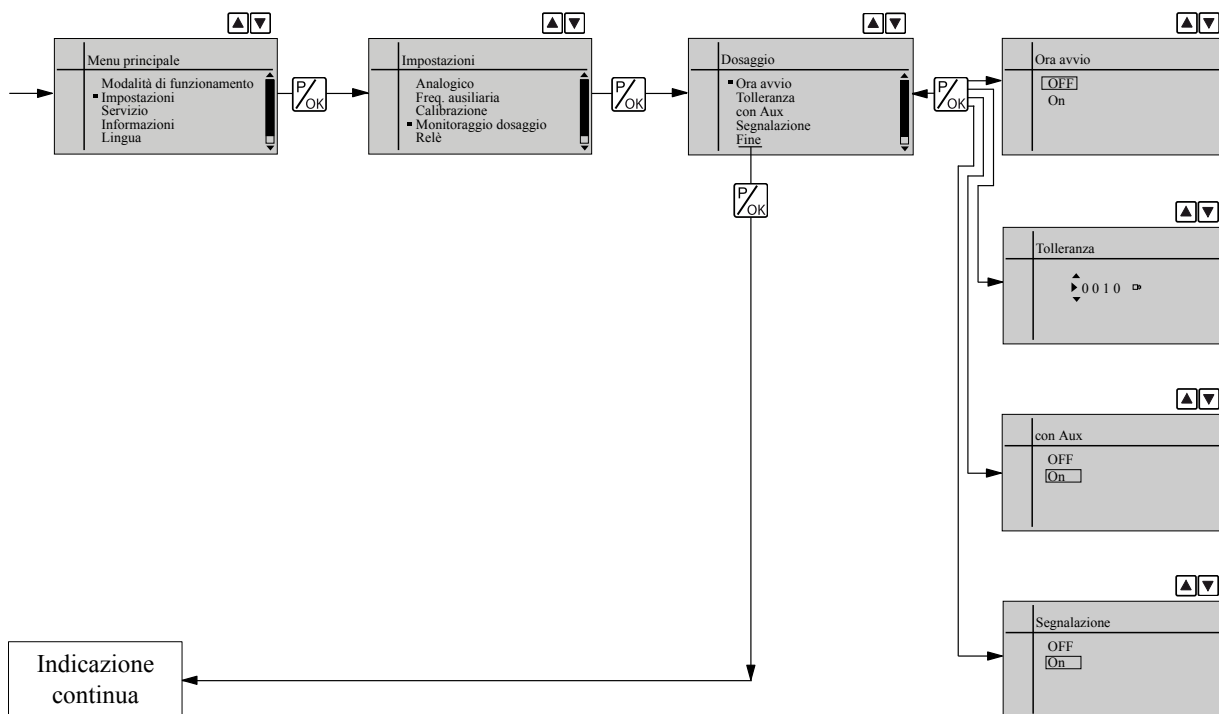 Menu principale
Modalità di funzionamento
Impostazioni
Servizio
Informazioni
Lingua
P/OK
Impostazioni
Analogico
Freq. ausiliaria
Calibrazione
Monitoraggio dosaggio
Relè
P/OK
Dosaggio
Ora avvio
Tolleranza
con Aux
Segnalazione
Fine
P/OK
P/OK
Ora avvio
OFF
On
Tolleranza
0010
con Aux
OFF
On
Segnalazione
OFF
On
Indicazione
continua